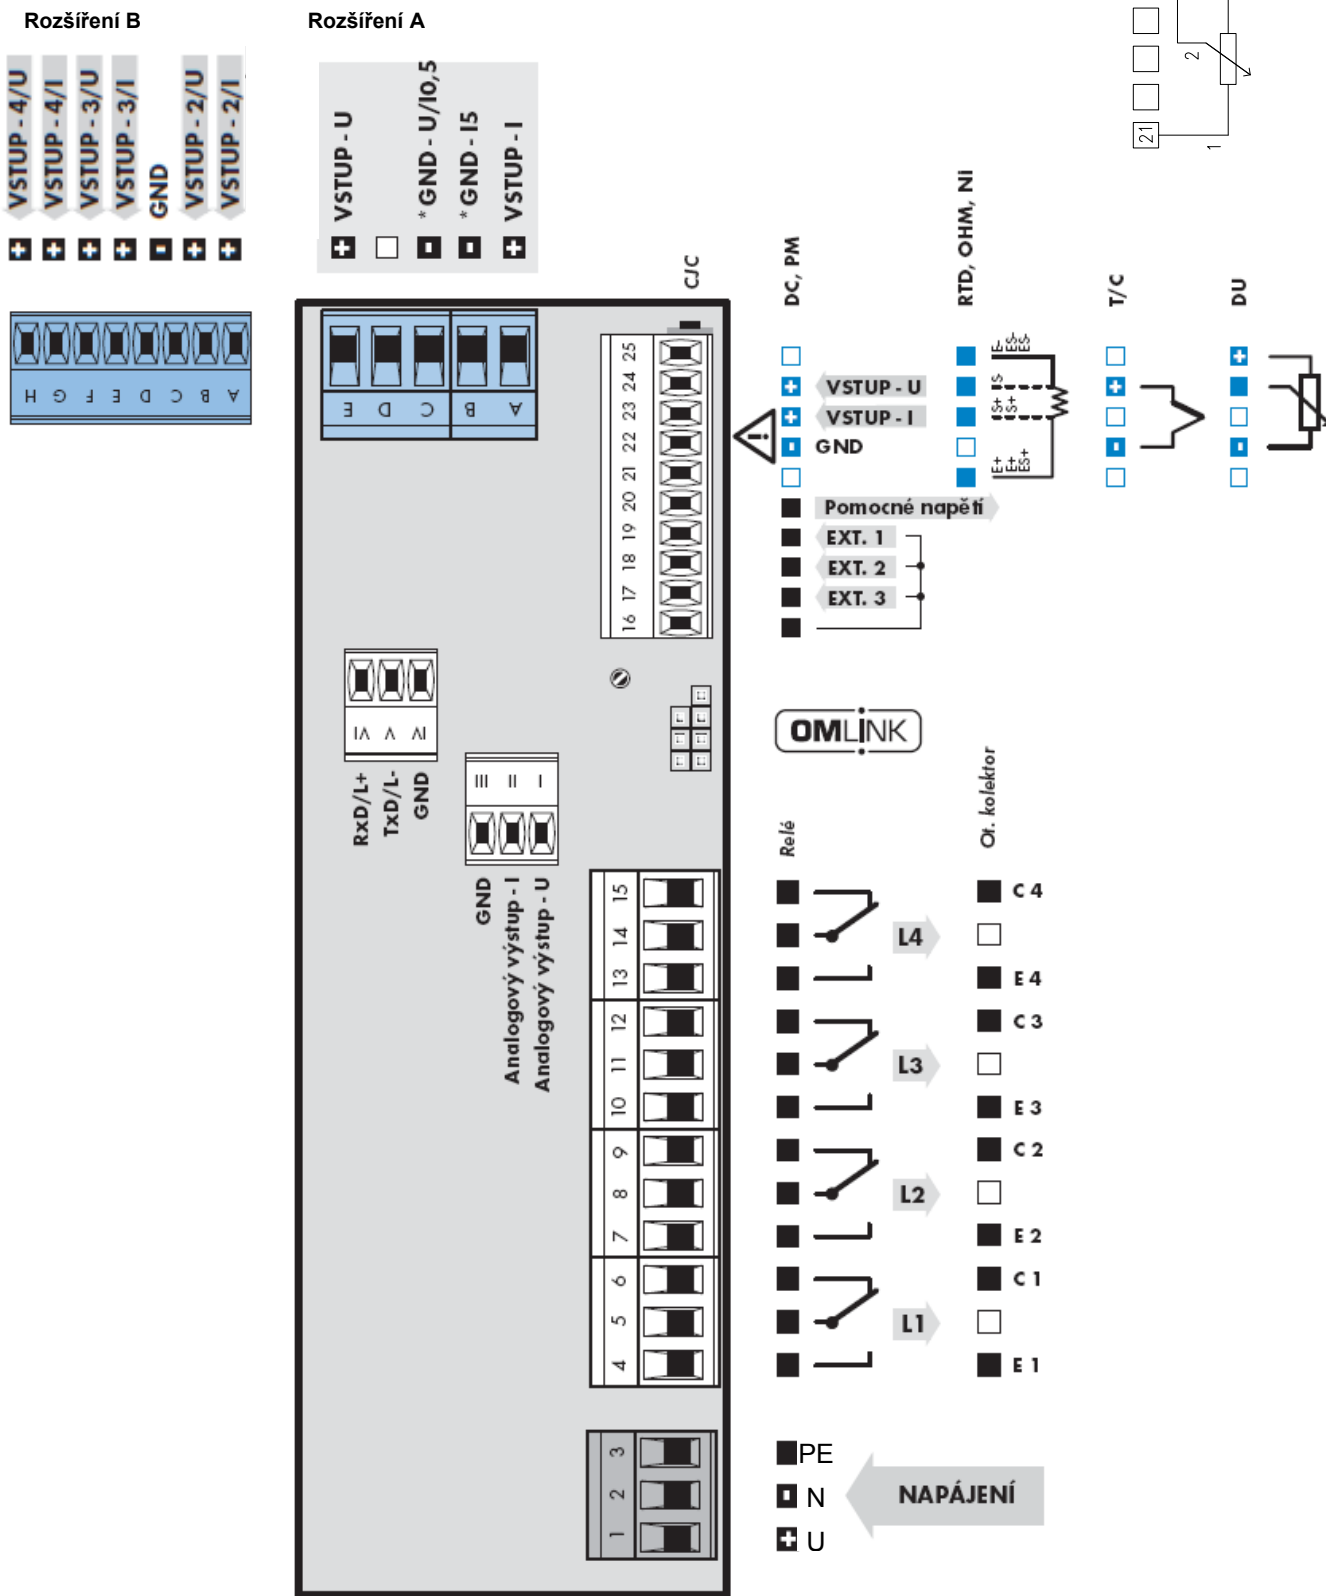 Rozšíření B
Rozšíření A
VSTUP - 4/U
VSTUP - 4/I
VSTUP - 3/U
VSTUP - 3/I
GND
VSTUP - 2/U
VSTUP - 2/I
VSTUP - U
*GND - U/I0,5
*GND - I5
VSTUP - I
2
21
1
H G F E D C B A
E D C B A
CJC
25
24
23
22
21
20
19
18
17
16
DC, PM
VSTUP - U
VSTUP - I
GND
Pomocné napětí
EXT. 1
EXT. 2
EXT. 3
RTD, OHM, Ni
E- ES- ES-
S-
S+ S+
E+ E+ ES+
T/C
DU
VI V IV
RxD/L+
TxD/L-
GND
III II I
GND
Analogový výstup - I
Analogový výstup - U
OMLINK
Relé
Ot. kolektor
15
14
13
12
11
10
9
8
7
6
5
4
L4
L3
L2
L1
C 4
E 4
C 3
E 3
C 2
E 2
C 1
E 1
3
2
1
PE
N
U
NAPÁJENÍ